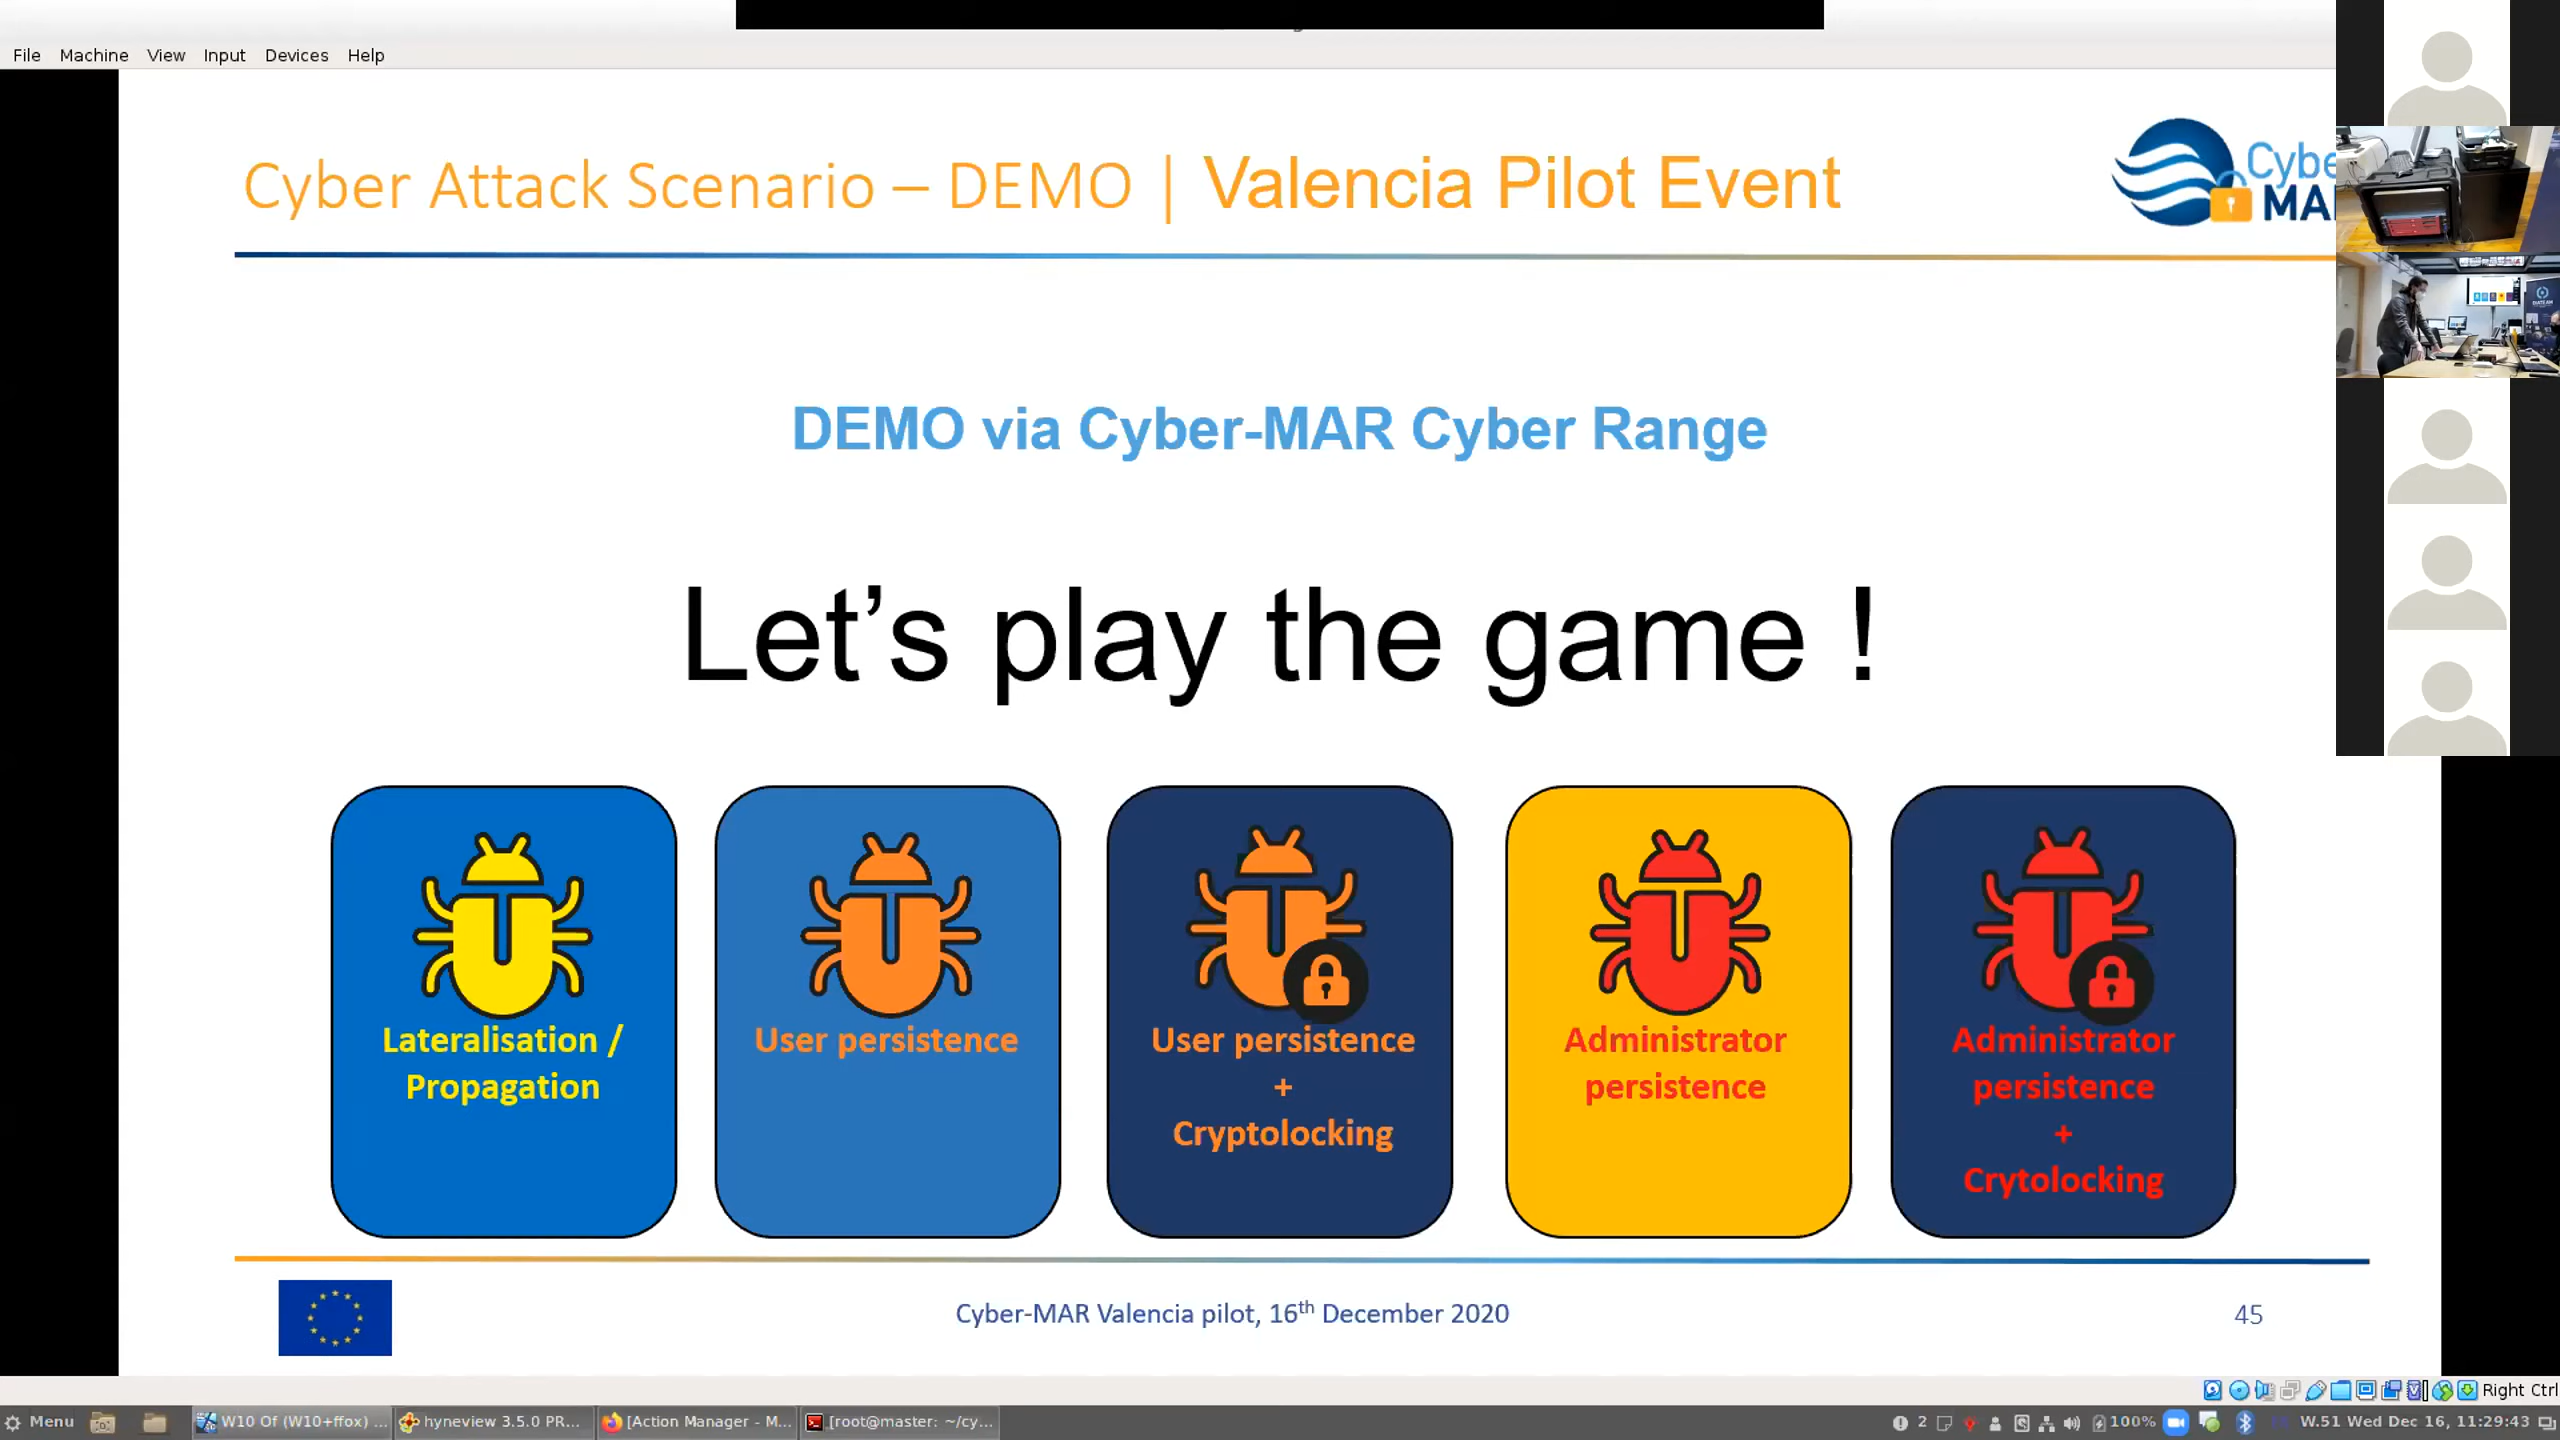 File Machine View Input Devices Help
Cyber Attack Scenario – DEMO | Valencia Pilot Event
Cybe
MA
DEMO via Cyber-MAR Cyber Range
Let’s play the game !
Lateralisation /
Propagation
User persistence
User persistence
+
Cryptolocking
Administrator
persistence
Administrator
persistence
+
Crytolocking
Cyber-MAR Valencia pilot, 16th December 2020
45
Right Ctrl
Menu
W10 Of (W10+ffox) ...
hyneview 3.5.0 PR...
[Action Manager - M...
[root@master: ~/cy...
2
100%
W.51 Wed Dec 16, 11:29:43